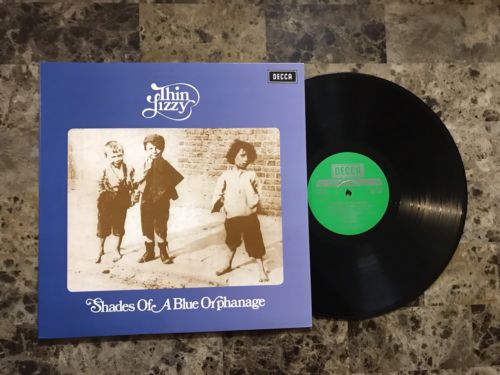 Thin
Lizzy
DECCA
Shades Of A Blue Orphanage
DECCA